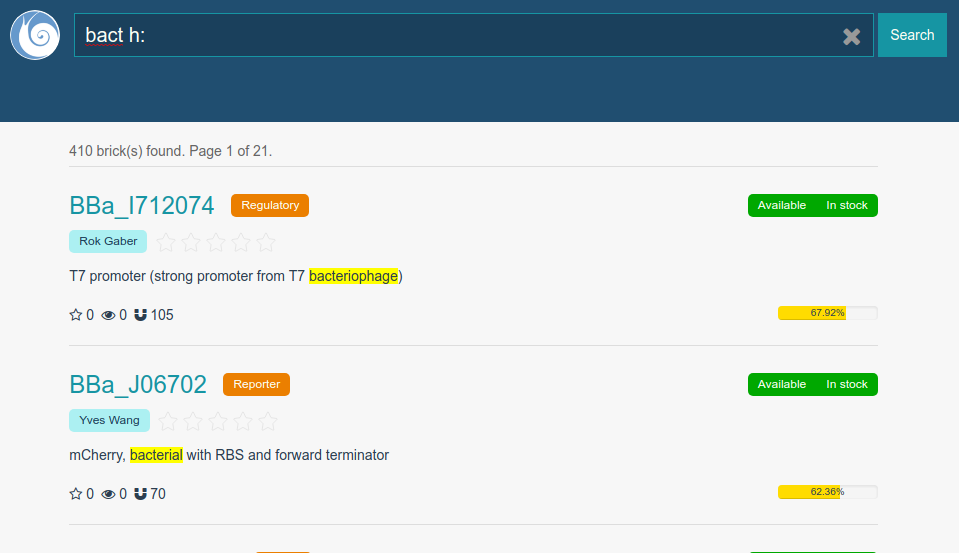 bact h:
Search
410 brick(s) found. Page 1 of 21.
BBa_I712074 Regulatory Available In stock
Rok Gaber
T7 promoter (strong promoter from T7 bacteriophage)
0 0 105 67.92%
BBa_J06702 Reporter Available In stock
Yves Wang
mCherry, bacterial with RBS and forward terminator
0 0 70 62.36%